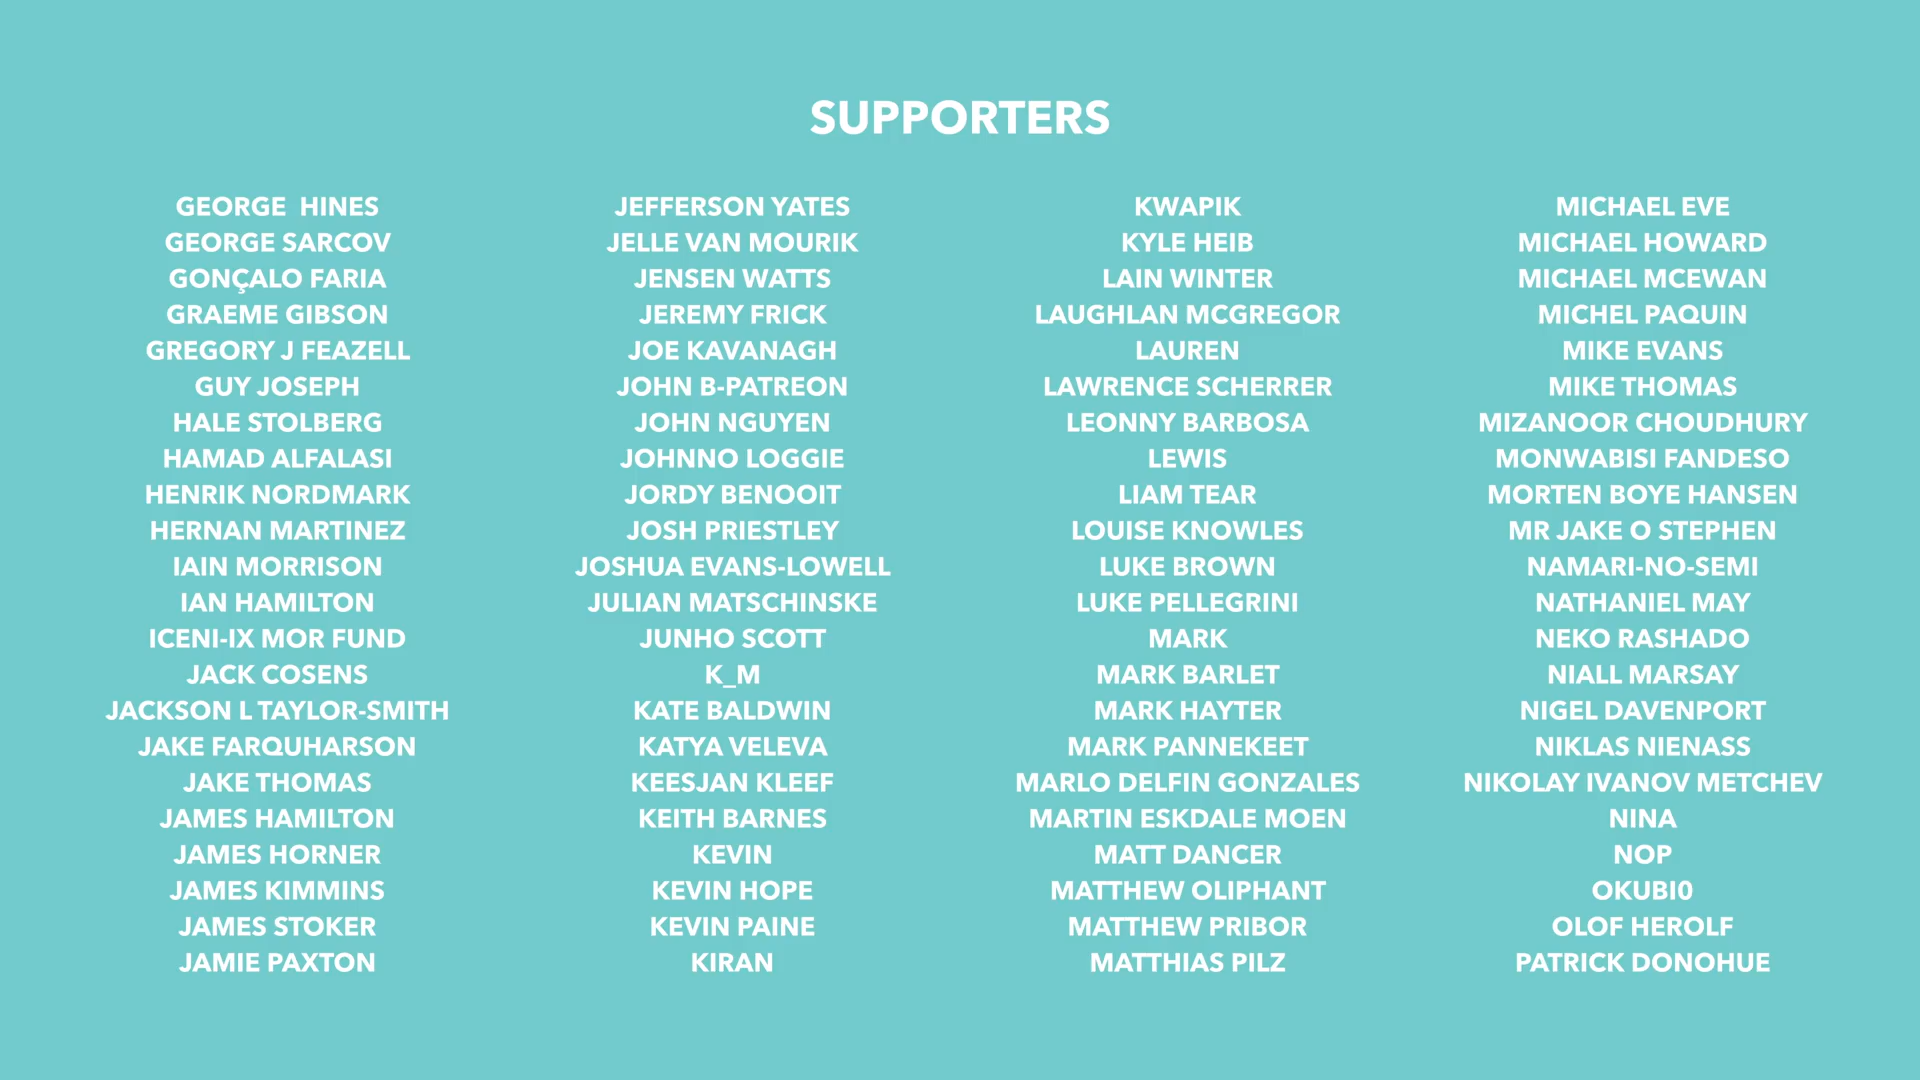 SUPPORTERS
GEORGE  HINES
GEORGE SARCOV
GONÇALO FARIA
GRAEME GIBSON
GREGORY J FEAZELL
GUY JOSEPH
HALE STOLBERG
HAMAD ALFALASI
HENRIK NORDMARK
HERNAN MARTINEZ
IAIN MORRISON
IAN HAMILTON
ICENI-IX MOR FUND
JACK COSENS
JACKSON L TAYLOR-SMITH
JAKE FARQUHARSON
JAKE THOMAS
JAMES HAMILTON
JAMES HORNER
JAMES KIMMINS
JAMES STOKER
JAMIE PAXTON
JEFFERSON YATES
JELLE VAN MOURIK
JENSEN WATTS
JEREMY FRICK
JOE KAVANAGH
JOHN B-PATREON
JOHN NGUYEN
JOHNNO LOGGIE
JORDY BENOOIT
JOSH PRIESTLEY
JOSHUA EVANS-LOWELL
JULIAN MATSCHINSKE
JUNHO SCOTT
K_M
KATE BALDWIN
KATYA VELEVA
KEESJAN KLEEF
KEITH BARNES
KEVIN
KEVIN HOPE
KEVIN PAINE
KIRAN
KWAPIK
KYLE HEIB
LAIN WINTER
LAUGHLAN MCGREGOR
LAUREN
LAWRENCE SCHERRER
LEONNY BARBOSA
LEWIS
LIAM TEAR
LOUISE KNOWLES
LUKE BROWN
LUKE PELLEGRINI
MARK
MARK BARLET
MARK HAYTER
MARK PANNEKEET
MARLO DELFIN GONZALES
MARTIN ESKDALE MOEN
MATT DANCER
MATTHEW OLIPHANT
MATTHEW PRIBOR
MATTHIAS PILZ
MICHAEL EVE
MICHAEL HOWARD
MICHAEL MCEWAN
MICHEL PAQUIN
MIKE EVANS
MIKE THOMAS
MIZANOOR CHOUDHURY
MONWABISI FANDESO
MORTEN BOYE HANSEN
MR JAKE O STEPHEN
NAMARI-NO-SEMI
NATHANIEL MAY
NEKO RASHADO
NIALL MARSAY
NIGEL DAVENPORT
NIKLAS NIENASS
NIKOLAY IVANOV METCHEV
NINA
NOP
OKUBI0
OLOF HEROLF
PATRICK DONOHUE